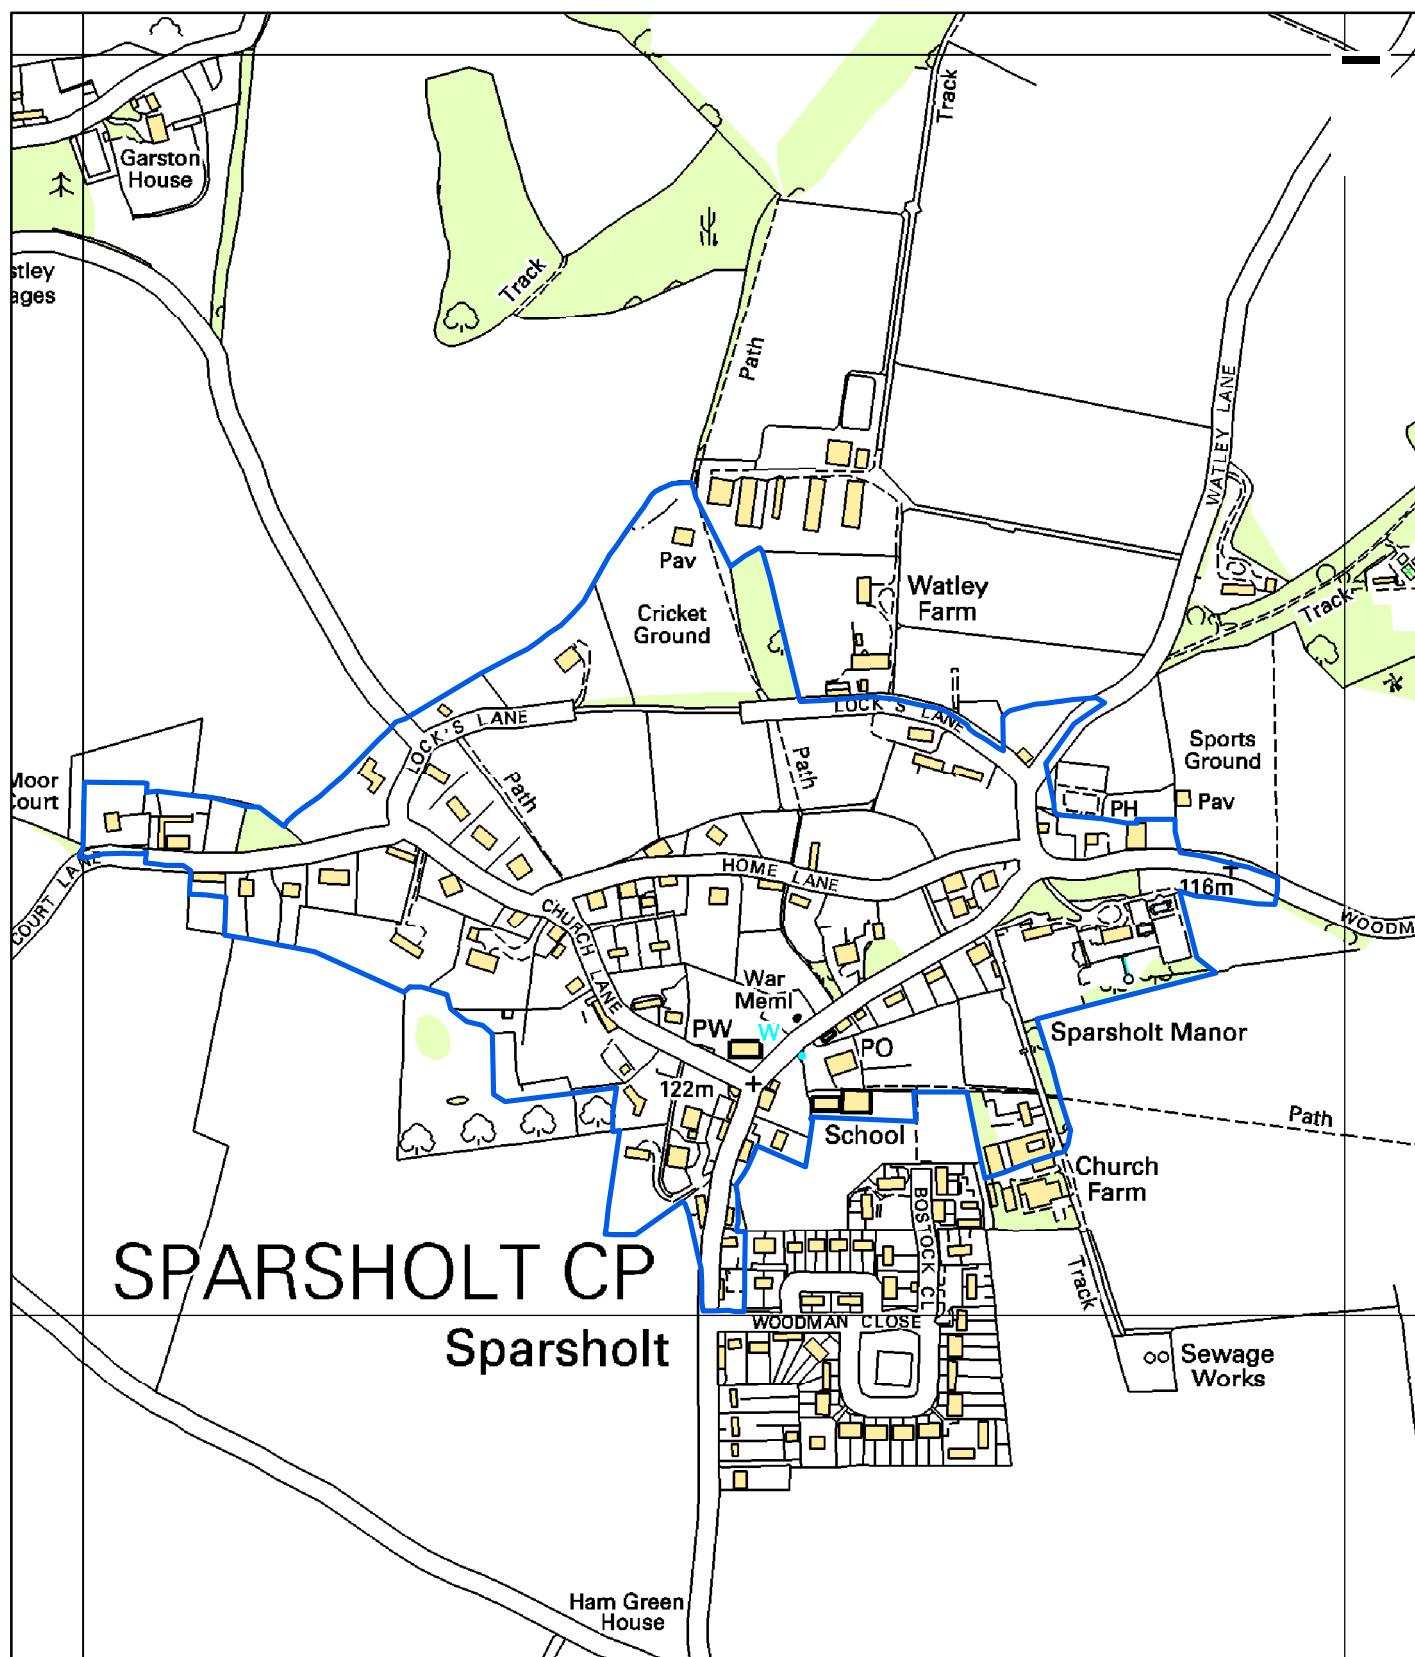 Track
Garston
House
stley
ages
Track
Path
WATLEY LANE
Pav
Cricket
Ground
Watley
Farm
Track
LOCK'S LANE
LOCK'S LANE
Path
Path
Sports
Ground
Moor
Court
PH
Pav
COURT LANE
HOME LANE
116m
CHURCH LANE
WOODM
War
Meml
PW
W
PO
Sparsholt Manor
122m
School
Path
Church
Farm
BOSTOCK CL
SPARSHOLT CP
Track
WOODMAN CLOSE
Sparsholt
Sewage
Works
Ham Green
House